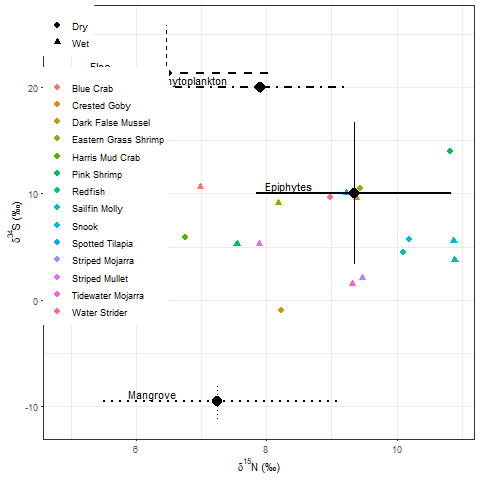 Dry
Wet
Phytoplankton
Blue Crab
Crested Goby
Dark False Mussel
Eastern Grass Shrimp
Harris Mud Crab
Pink Shrimp
Redfish
Sailfin Molly
Snook
Spotted Tilapia
Striped Mojarra
Striped Mullet
Tidewater Mojarra
Water Strider
Epiphytes
Mangrove
20
10
0
-10
δ34S (‰)
6
8
10
δ15N (‰)